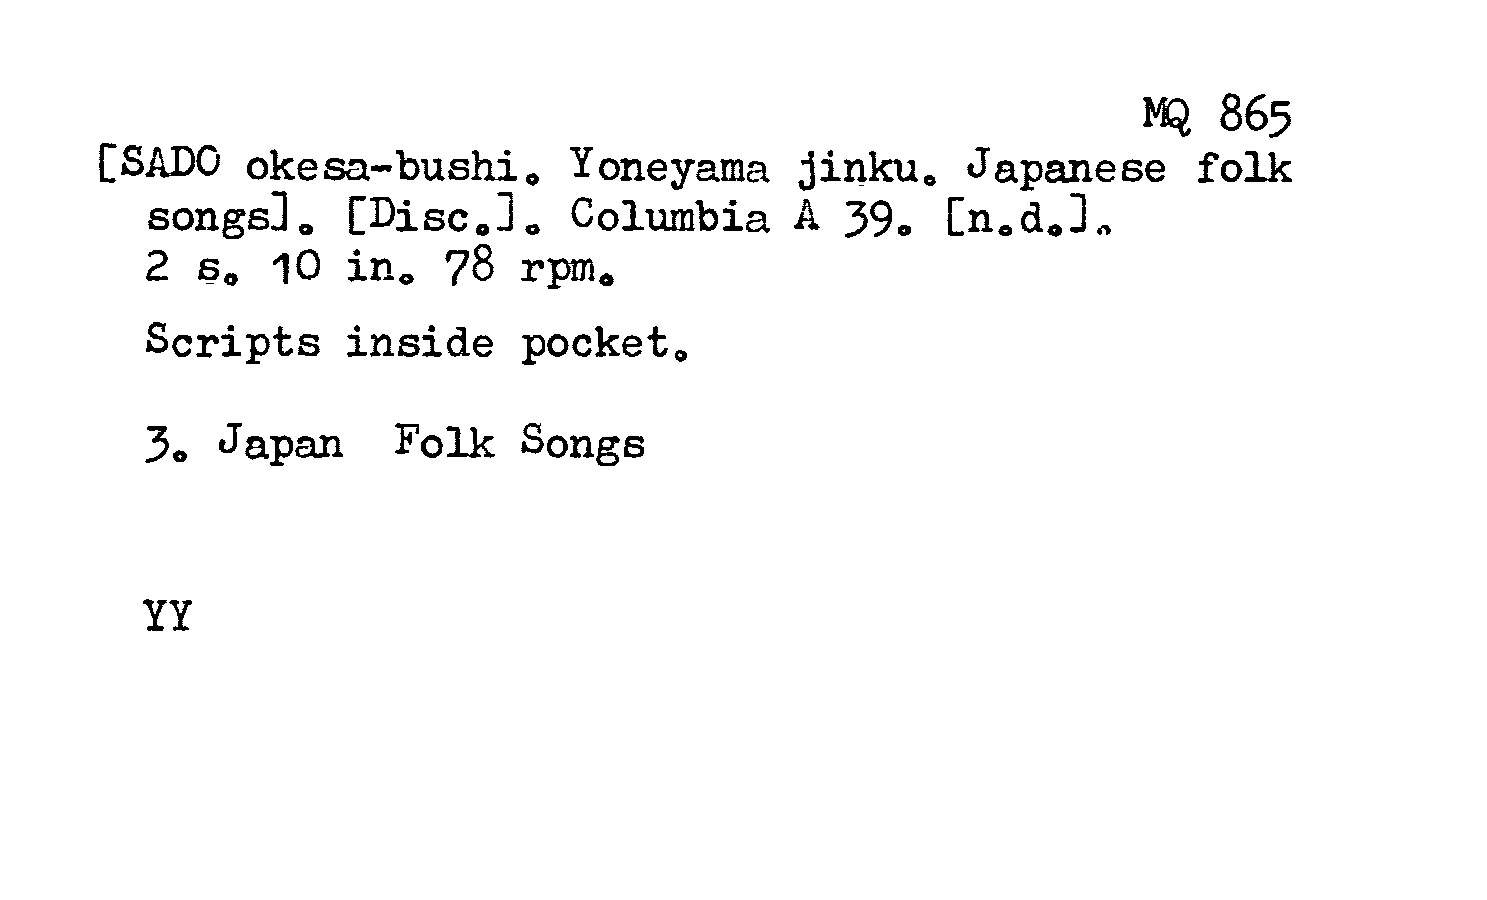 MQ 865
[SADO okesa-bushi. Yoneyama jinku. Japanese folk
songs]. [Disc.]. Columbia A 39. [n.d.].
2 s. 10 in. 78 rpm.
Scripts inside pocket.
3. Japan Folk Songs
YY